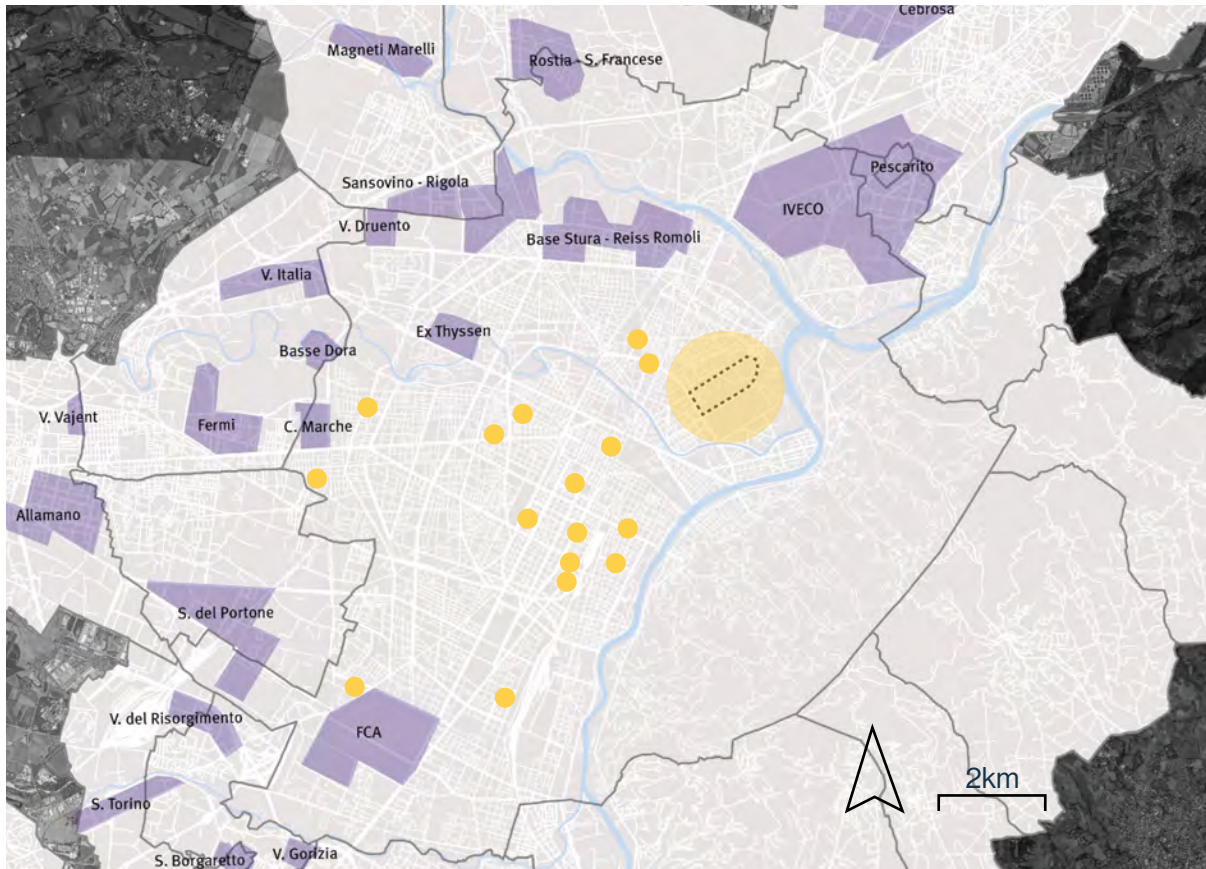 Cebrosa
Magneti Marelli
Rostia - S. Francese
Pescarito
Sansovino - Rigola
IVECO
V. Druento
Base Stura - Reiss Romoli
V. Italia
Ex Thyssen
Basse Dora
V. Vajent
Fermi
C. Marche
Allamano
S. del Portone
V. del Risorgimento
FCA
2km
S. Torino
S. Borgaretto
V. Gorizia